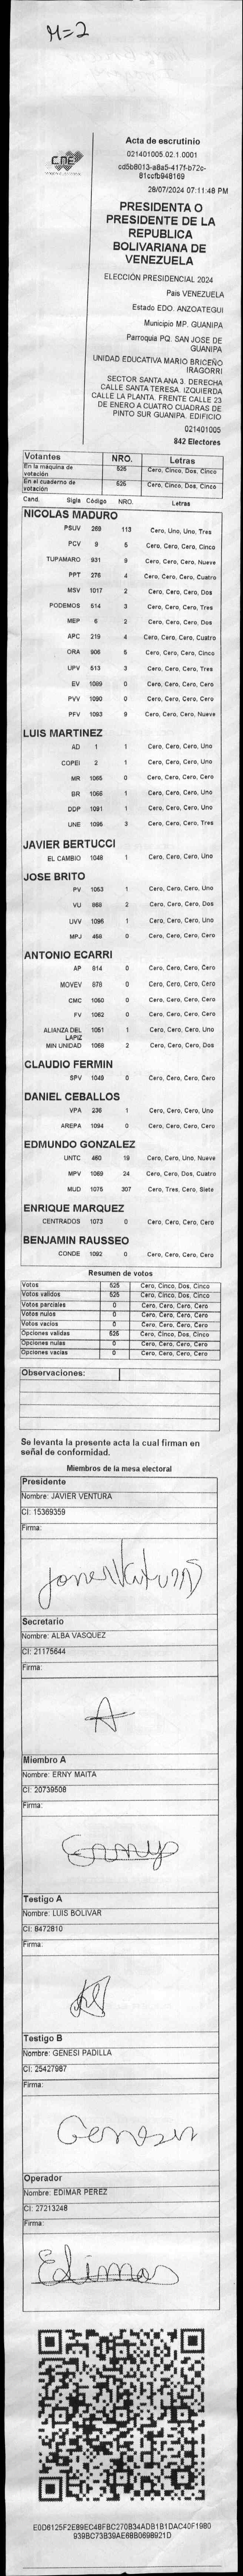 M=2
CNE
Acta de escrutinio
021401005.02.1.0001
cd5b8013-a8a5-417f-b72c-
81ccfb948169
28/07/2024 07:11:48 PM
PRESIDENTA O
PRESIDENTE DE LA
REPUBLICA
BOLIVARIANA DE
VENEZUELA
ELECCIÓN PRESIDENCIAL 2024
Pais VENEZUELA
Estado EDO. ANZOATEGUI
Municipio MP. GUANIPA
Parroquia PQ. SAN JOSE DE
GUANIPA
UNIDAD EDUCATIVA MARIO BRICEÑO
IRAGORRI
SECTOR SANTA ANA 3. DERECHA
CALLE SANTA TERESA. IZQUIERDA
CALLE LA PLANTA. FRENTE CALLE 23
DE ENERO A CUATRO CUADRAS DE
PINTO SUR GUANIPA. EDIFICIO
021401005
842 Electores
Votantes NRO. Letras
En la máquina de votación 525 Cero, Cinco, Dos, Cinco
En el cuaderno de votación 525 Cero, Cinco, Dos, Cinco
Cand. Sigla Código NRO. Letras
NICOLAS MADURO
PSUV 269 113 Cero, Uno, Uno, Tres
PCV 9 5 Cero, Cero, Cero, Cinco
TUPAMARO 931 9 Cero, Cero, Cero, Nueve
PPT 276 4 Cero, Cero, Cero, Cuatro
MSV 1017 2 Cero, Cero, Cero, Dos
PODEMOS 514 3 Cero, Cero, Cero, Tres
MEP 6 2 Cero, Cero, Cero, Dos
APC 219 4 Cero, Cero, Cero, Cuatro
ORA 906 5 Cero, Cero, Cero, Cinco
UPV 513 3 Cero, Cero, Cero, Tres
EV 1089 0 Cero, Cero, Cero, Cero
PVV 1090 0 Cero, Cero, Cero, Cero
PFV 1093 9 Cero, Cero, Cero, Nueve
LUIS MARTINEZ
AD 1 1 Cero, Cero, Cero, Uno
COPEI 2 1 Cero, Cero, Cero, Uno
MR 1065 0 Cero, Cero, Cero, Cero
BR 1066 1 Cero, Cero, Cero, Uno
DDP 1091 1 Cero, Cero, Cero, Uno
UNE 1095 3 Cero, Cero, Cero, Tres
JAVIER BERTUCCI
EL CAMBIO 1048 1 Cero, Cero, Cero, Uno
JOSE BRITO
PV 1053 1 Cero, Cero, Cero, Uno
VU 868 2 Cero, Cero, Cero, Dos
UVV 1096 1 Cero, Cero, Cero, Uno
MPJ 458 0 Cero, Cero, Cero, Cero
ANTONIO ECARRI
AP 814 0 Cero, Cero, Cero, Cero
MOVEV 878 0 Cero, Cero, Cero, Cero
CMC 1060 0 Cero, Cero, Cero, Cero
FV 1062 0 Cero, Cero, Cero, Cero
ALIANZA DEL LAPIZ 1051 1 Cero, Cero, Cero, Uno
MIN UNIDAD 1068 2 Cero, Cero, Cero, Dos
CLAUDIO FERMIN
SPV 1049 0 Cero, Cero, Cero, Cero
DANIEL CEBALLOS
VPA 236 1 Cero, Cero, Cero, Uno
AREPA 1094 0 Cero, Cero, Cero, Cero
EDMUNDO GONZALEZ
UNTC 460 19 Cero, Cero, Uno, Nueve
MPV 1069 24 Cero, Cero, Dos, Cuatro
MUD 1075 307 Cero, Tres, Cero, Siete
ENRIQUE MARQUEZ
CENTRADOS 1073 0 Cero, Cero, Cero, Cero
BENJAMIN RAUSSEO
CONDE 1092 0 Cero, Cero, Cero, Cero
Resumen de votos
Votos 525 Cero, Cinco, Dos, Cinco
Votos validos 525 Cero, Cinco, Dos, Cinco
Votos parciales 0 Cero, Cero, Cero, Cero
Votos nulos 0 Cero, Cero, Cero, Cero
Votos vacios 0 Cero, Cero, Cero, Cero
Opciones validas 525 Cero, Cinco, Dos, Cinco
Opciones nulas 0 Cero, Cero, Cero, Cero
Opciones vacias 0 Cero, Cero, Cero, Cero
Observaciones:
Se levanta la presente acta la cual firman en
señal de conformidad.
Miembros de la mesa electoral
Presidente
Nombre: JAVIER VENTURA
CI: 15369359
Firma:
Secretario
Nombre: ALBA VASQUEZ
CI: 21175644
Firma:
A
Miembro A
Nombre: ERNY MAITA
CI: 20739508
Firma:
Ernyp
Testigo A
Nombre: LUIS BOLIVAR
CI: 8472810
Firma:
Testigo B
Nombre: GENESI PADILLA
CI: 25427987
Firma:
Genesis
Operador
Nombre: EDIMAR PEREZ
CI: 27213248
Firma:
Edimar
E0D6125F2E89EC48FBC270B34ADB1B1DAC40F1980
939BC73B39AE68B0698921D